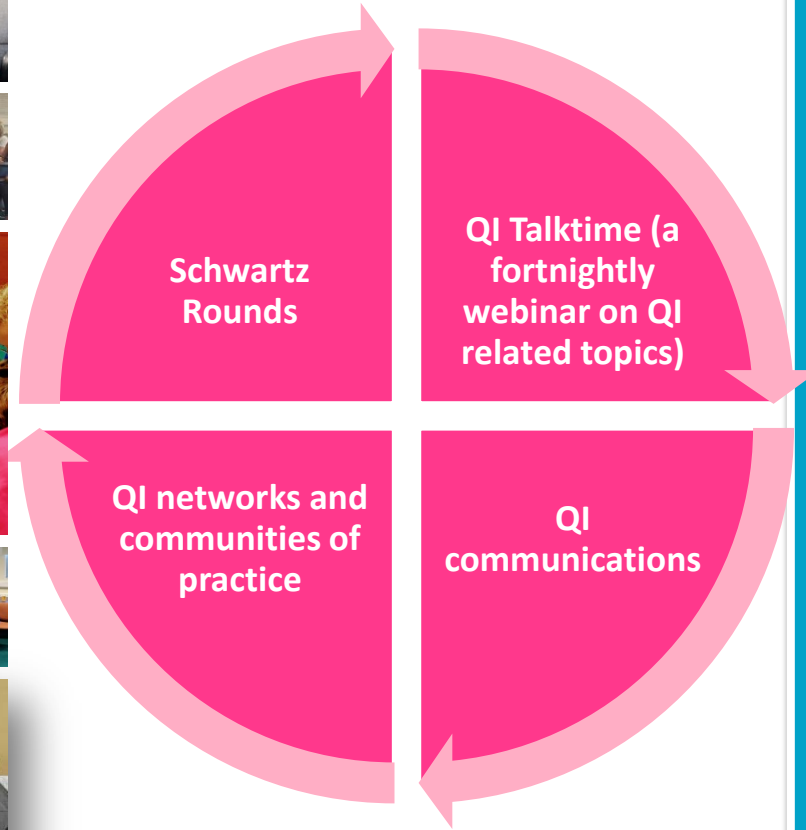 Schwartz
Rounds
QI Talktime (a
fortnightly
webinar on QI
related topics)
QI networks and
communities of
practice
QI
communications